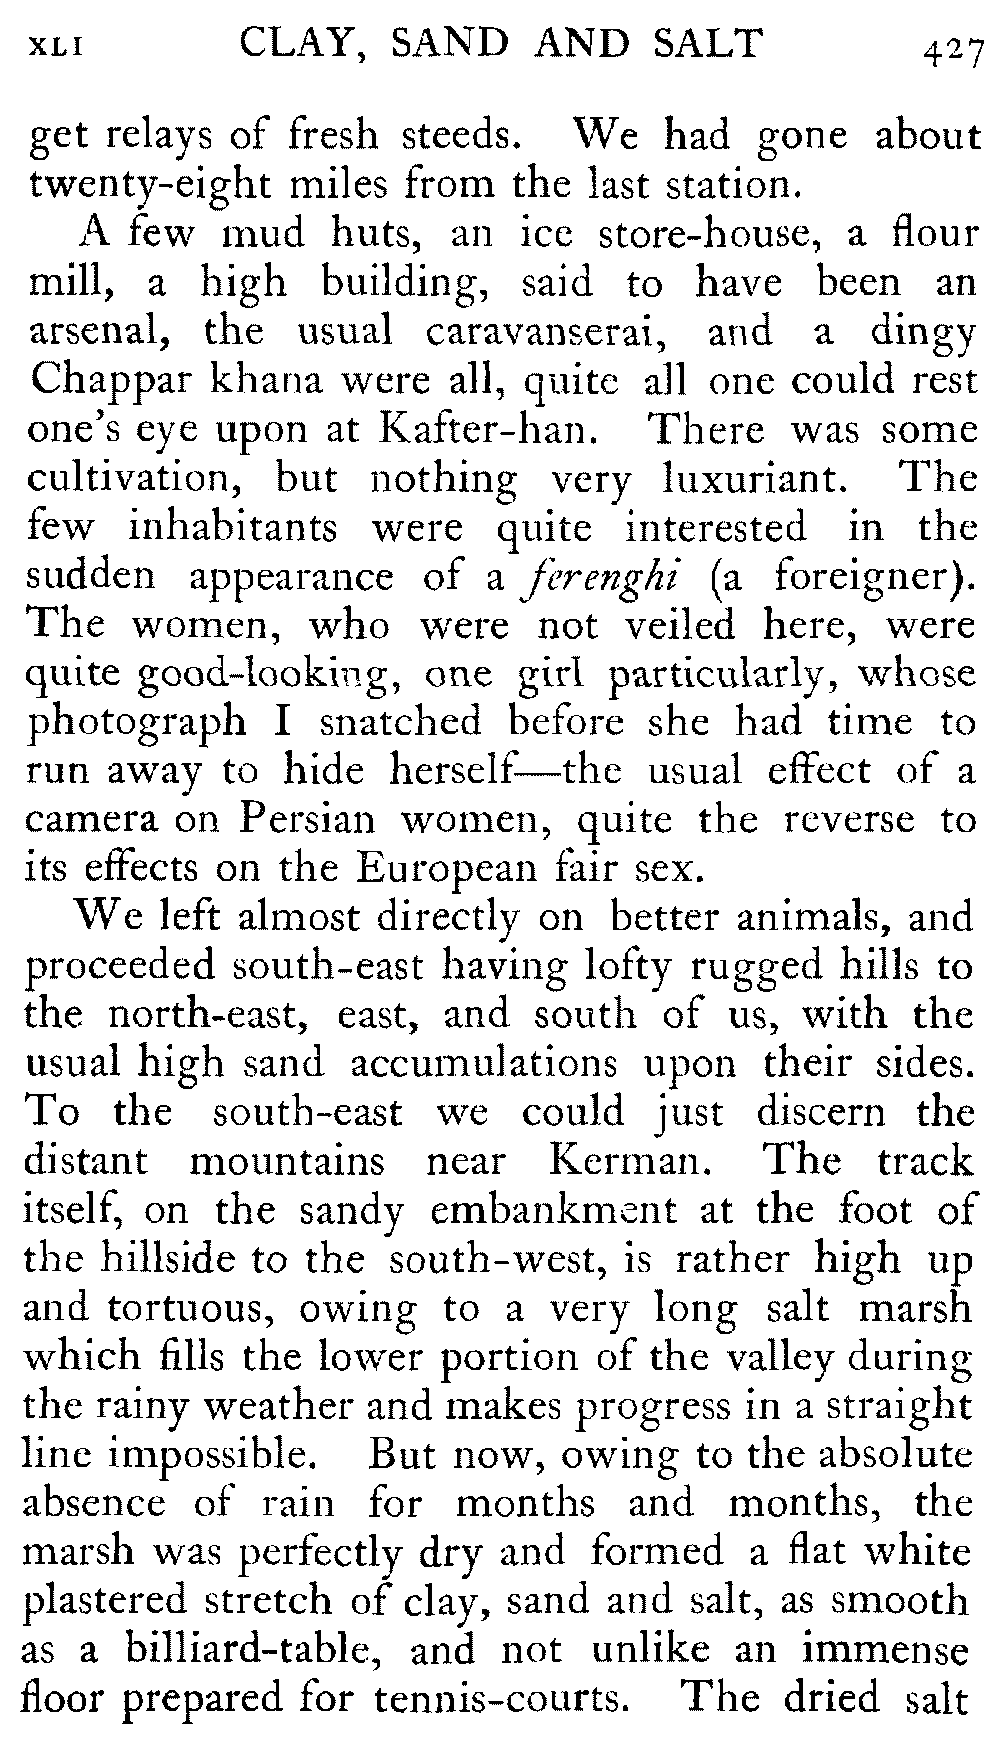 XLI CLAY, SAND AND SALT 427
get relays of fresh steeds. We had gone about
twenty-eight miles from the last station.
A few mud huts, an ice store-house, a flour
mill, a high building, said to have been an
arsenal, the usual caravanserai, and a dingy
Chappar khana were all, quite all one could rest
one's eye upon at Kafter-han. There was some
cultivation, but nothing very luxuriant. The
few inhabitants were quite interested in the
sudden appearance of a ferenghi (a foreigner).
The women, who were not veiled here, were
quite good-looking, one girl particularly, whose
photograph I snatched before she had time to
run away to hide herself—the usual effect of a
camera on Persian women, quite the reverse to
its effects on the European fair sex.
We left almost directly on better animals, and
proceeded south-east having lofty rugged hills to
the north-east, east, and south of us, with the
usual high sand accumulations upon their sides.
To the south-east we could just discern the
distant mountains near Kerman. The track
itself, on the sandy embankment at the foot of
the hillside to the south-west, is rather high up
and tortuous, owing to a very long salt marsh
which fills the lower portion of the valley during
the rainy weather and makes progress in a straight
line impossible. But now, owing to the absolute
absence of rain for months and months, the
marsh was perfectly dry and formed a flat white
plastered stretch of clay, sand and salt, as smooth
as a billiard-table, and not unlike an immense
floor prepared for tennis-courts. The dried salt